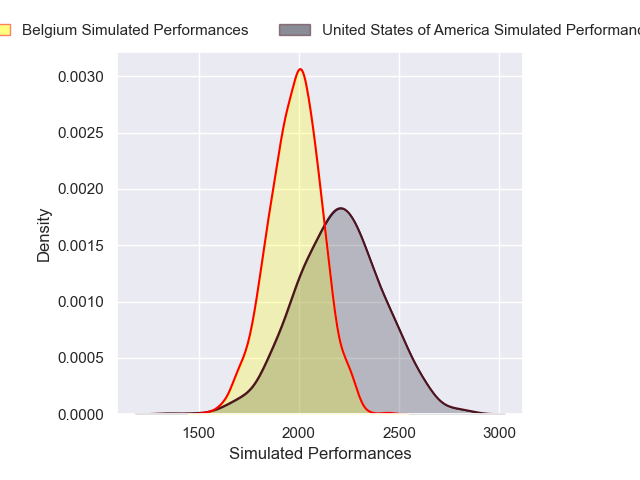 Belgium Simulated Performances
United States of America Simulated Performanc
0.0030
0.0025
0.0020
0.0015
0.0010
0.0005
0.0000
Density
1500 2000 2500 3000
Simulated Performances